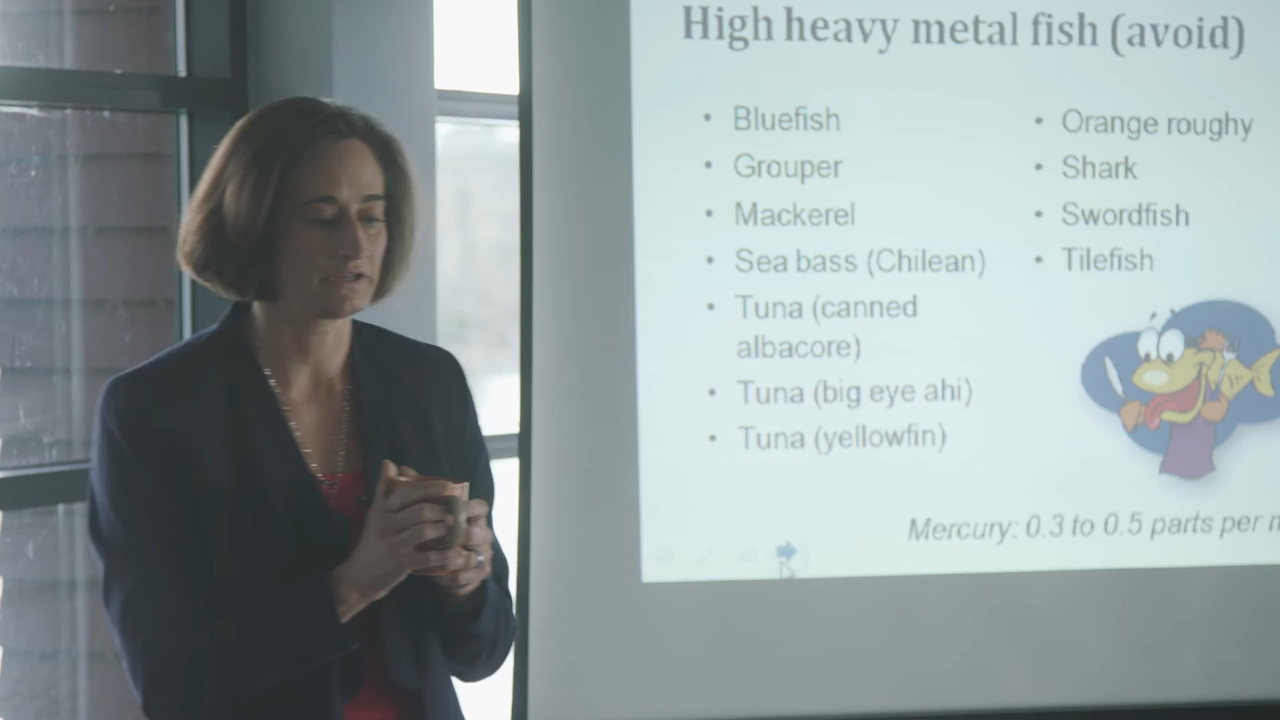 High heavy metal fish (avoid)
• Bluefish
• Grouper
• Mackerel
• Sea bass (Chilean)
• Tuna (canned
albacore)
• Tuna (big eye ahi)
• Tuna (yellowfin)
• Orange roughy
• Shark
• Swordfish
• Tilefish
Mercury: 0.3 to 0.5 parts per